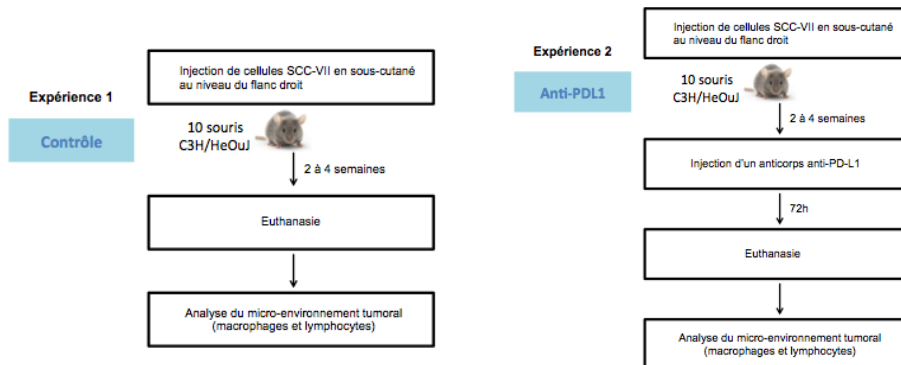 Expérience 1
Contrôle
Injection de cellules SCC-VII en sous-cutané
au niveau du flanc droit
10 souris
C3H/HeOuJ
2 à 4 semaines
Euthanasie
Analyse du micro-environnement tumoral
(macrophages et lymphocytes)
Expérience 2
Anti-PDL1
Injection de cellules SCC-VII en sous-cutané
au niveau du flanc droit
10 souris
C3H/HeOuJ
2 à 4 semaines
Injection d'un anticorps anti-PD-L1
72h
Euthanasie
Analyse du micro-environnement tumoral
(macrophages et lymphocytes)